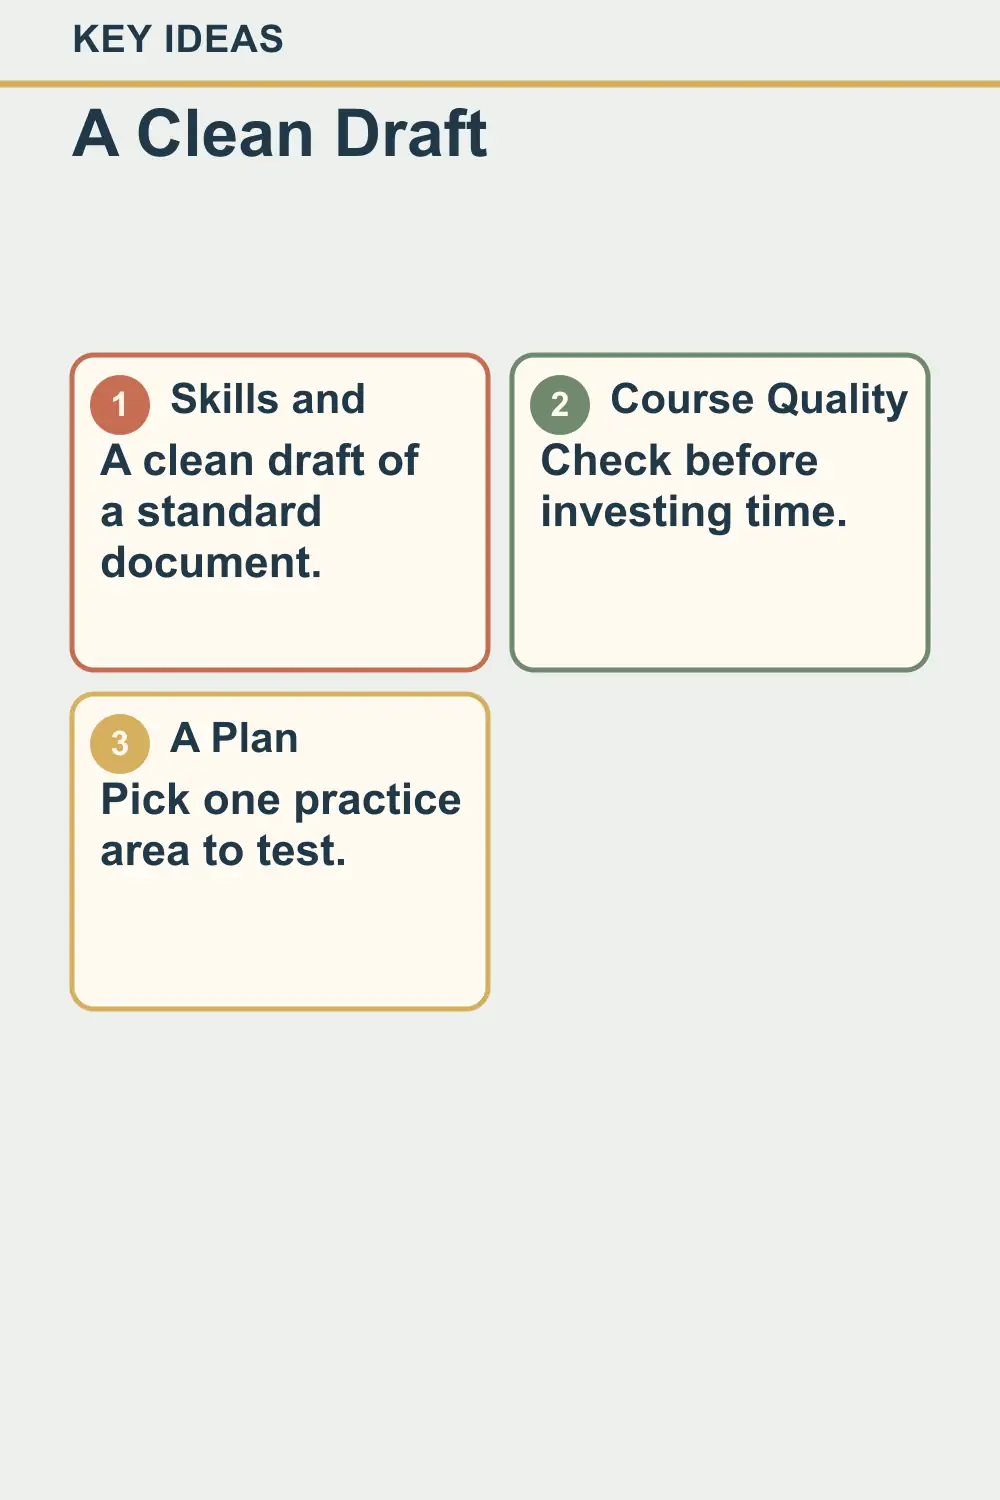 KEY IDEAS
A Clean Draft
1 Skills and
A clean draft of
a standard
document.
2 Course Quality
Check before
investing time.
3 A Plan
Pick one practice
area to test.